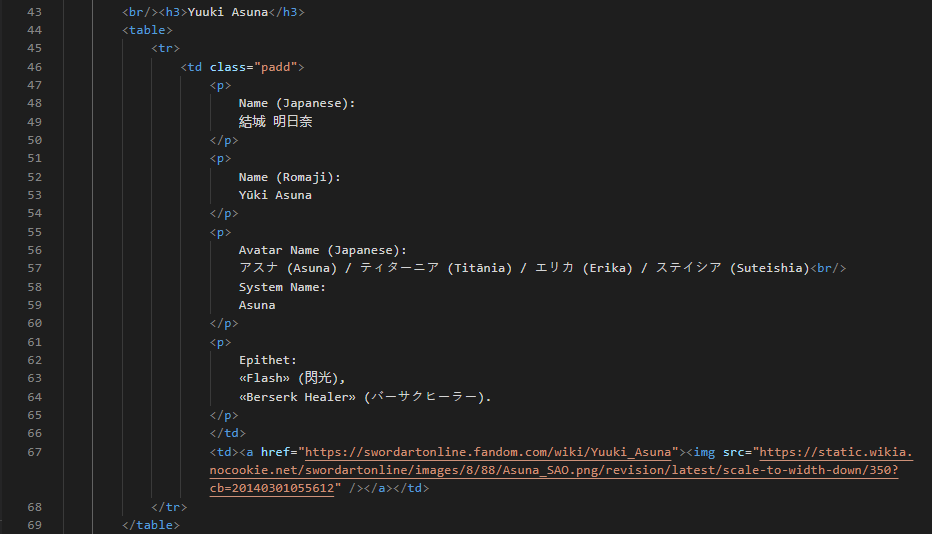 43 <br/><h3>Yuuki Asuna</h3>
44 <table>
45 <tr>
46 <td class="padd">
47 <p>
48 Name (Japanese):
49 結城 明日奈
50 </p>
51 <p>
52 Name (Romaji):
53 Yūki Asuna
54 </p>
55 <p>
56 Avatar Name (Japanese):
57 アスナ (Asuna) / ティターニア (Titānia) / エリカ (Erika) / ステイシア (Suteishia)<br/>
58 System Name:
59 Asuna
60 </p>
61 <p>
62 Epithet:
63 «Flash» (閃光),
64 «Berserk Healer» (バーサクヒーラー).
65 </p>
66 </td>
67 <td><a href="https://swordartonline.fandom.com/wiki/Yuuki_Asuna"><img src="https://static.wikia.
nocookie.net/swordartonline/images/8/88/Asuna_SAO.png/revision/latest/scale-to-width-down/350?
cb=20140301055612" /></a></td>
68 </tr>
69 </table>